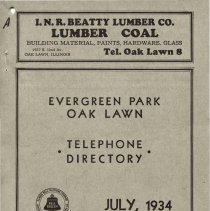 A
I. N. R. BEATTY LUMBER CO.
LUMBER COAL
BUILDING MATERIAL, PAINTS, HARDWARE, GLASS
OAK LAWN, ILLINOIS
Tel. Oak Lawn 8
EVERGREEN PARK
OAK LAWN
• TELEPHONE •
DIRECTORY
JULY, 1934